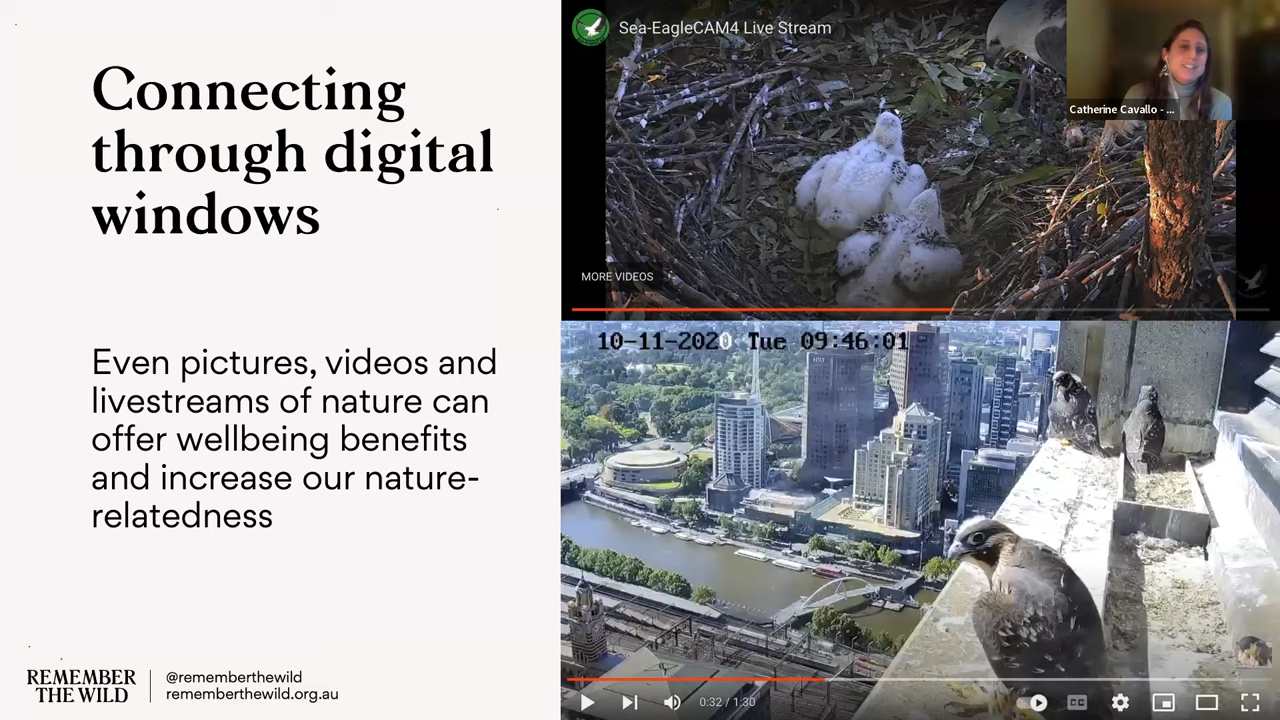 Connecting
through digital
windows
Even pictures, videos and
livestreams of nature can
offer wellbeing benefits
and increase our nature-
relatedness
REMEMBER
THE WILD
@rememberthewild
rememberthewild.org.au
Sea-EagleCAM4 Live Stream
Catherine Cavallo - ...
MORE VIDEOS
10-11-2020 Tue 09:46:01
0:32 / 1:30
CC